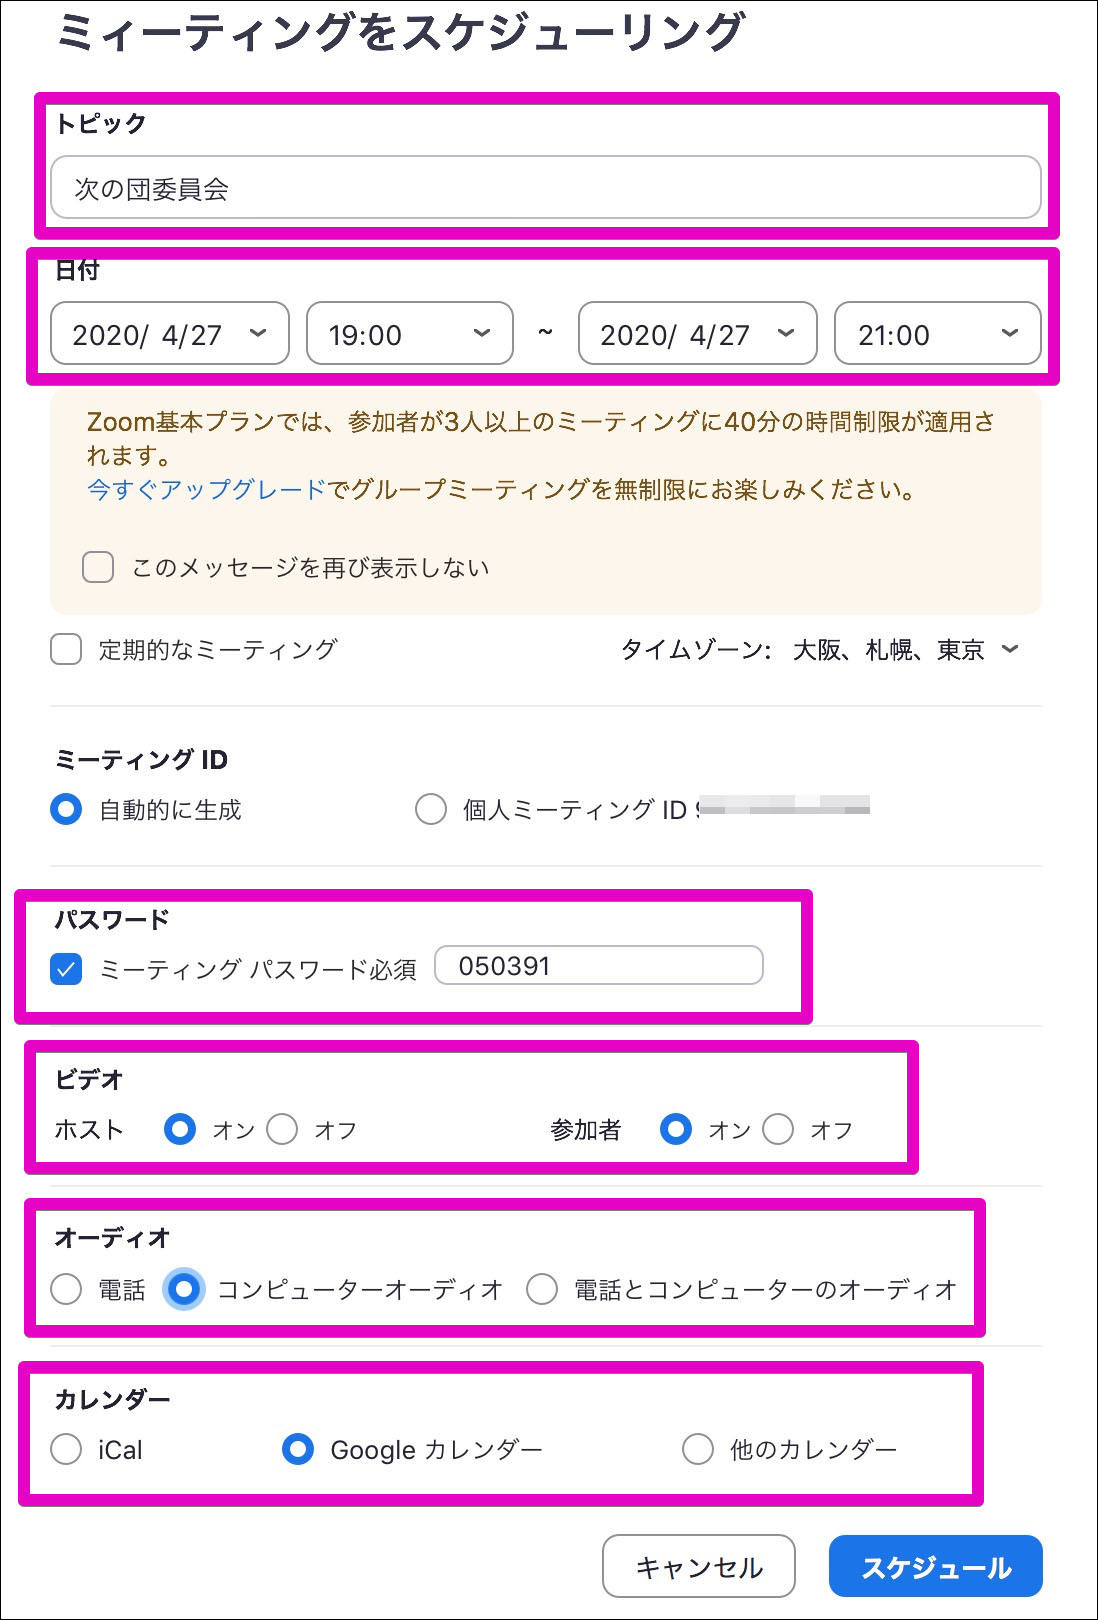 ミィーティングをスケジューリング
トピック
次の団委員会
日付
2020/ 4/27 19:00 ~ 2020/ 4/27 21:00
Zoom基本プランでは、参加者が3人以上のミーティングに40分の時間制限が適用さ
れます。
今すぐアップグレードでグループミーティングを無制限にお楽しみください。
このメッセージを再び表示しない
定期的なミーティング タイムゾーン: 大阪、札幌、東京
ミーティング ID
自動的に生成 個人ミーティング ID
パスワード
ミーティング パスワード必須 050391
ビデオ
ホスト オン オフ 参加者 オン オフ
オーディオ
電話 コンピューターオーディオ 電話とコンピューターのオーディオ
カレンダー
iCal Google カレンダー 他のカレンダー
キャンセル スケジュール